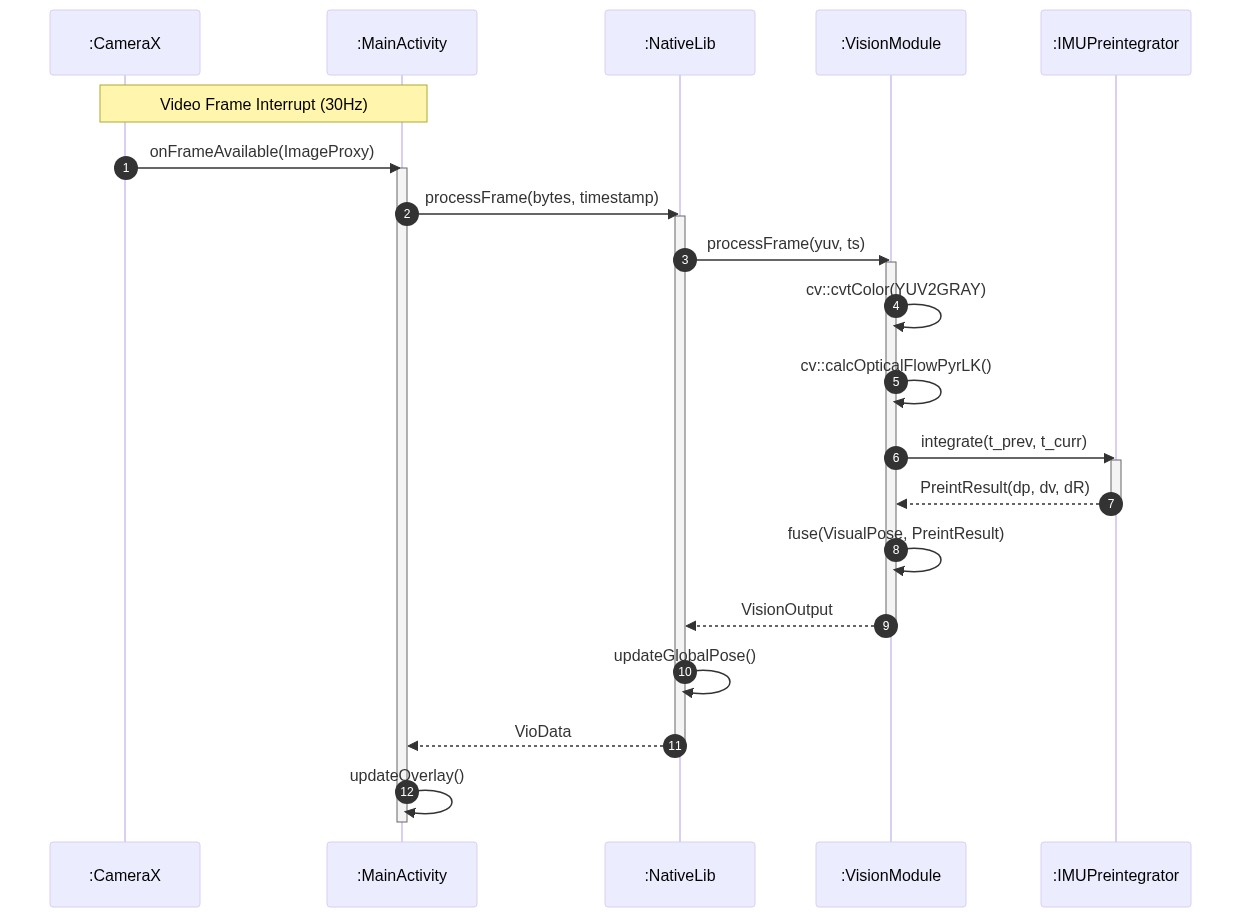 :CameraX
:MainActivity
:NativeLib
:VisionModule
:IMUPreintegrator
Video Frame Interrupt (30Hz)
onFrameAvailable(ImageProxy)
1
processFrame(bytes, timestamp)
2
processFrame(yuv, ts)
3
cv::cvtColor(YUV2GRAY)
4
cv::calcOpticalFlowPyrLK()
5
integrate(t_prev, t_curr)
6
PreintResult(dp, dv, dR)
7
fuse(VisualPose, PreintResult)
8
VisionOutput
9
updateGlobalPose()
10
VioData
11
updateOverlay()
12
:CameraX
:MainActivity
:NativeLib
:VisionModule
:IMUPreintegrator